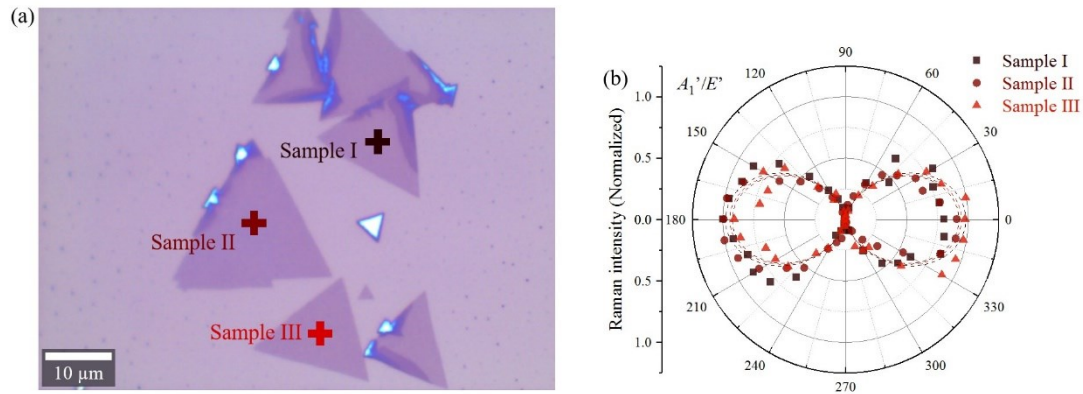 (a)
Sample I
Sample II
Sample III
10 µm
(b)
A₁’/E’
Sample I
Sample II
Sample III
Raman intensity (Normalized)
1.0
0.5
0.0
0.5
1.0
0
30
60
90
120
150
180
210
240
270
300
330